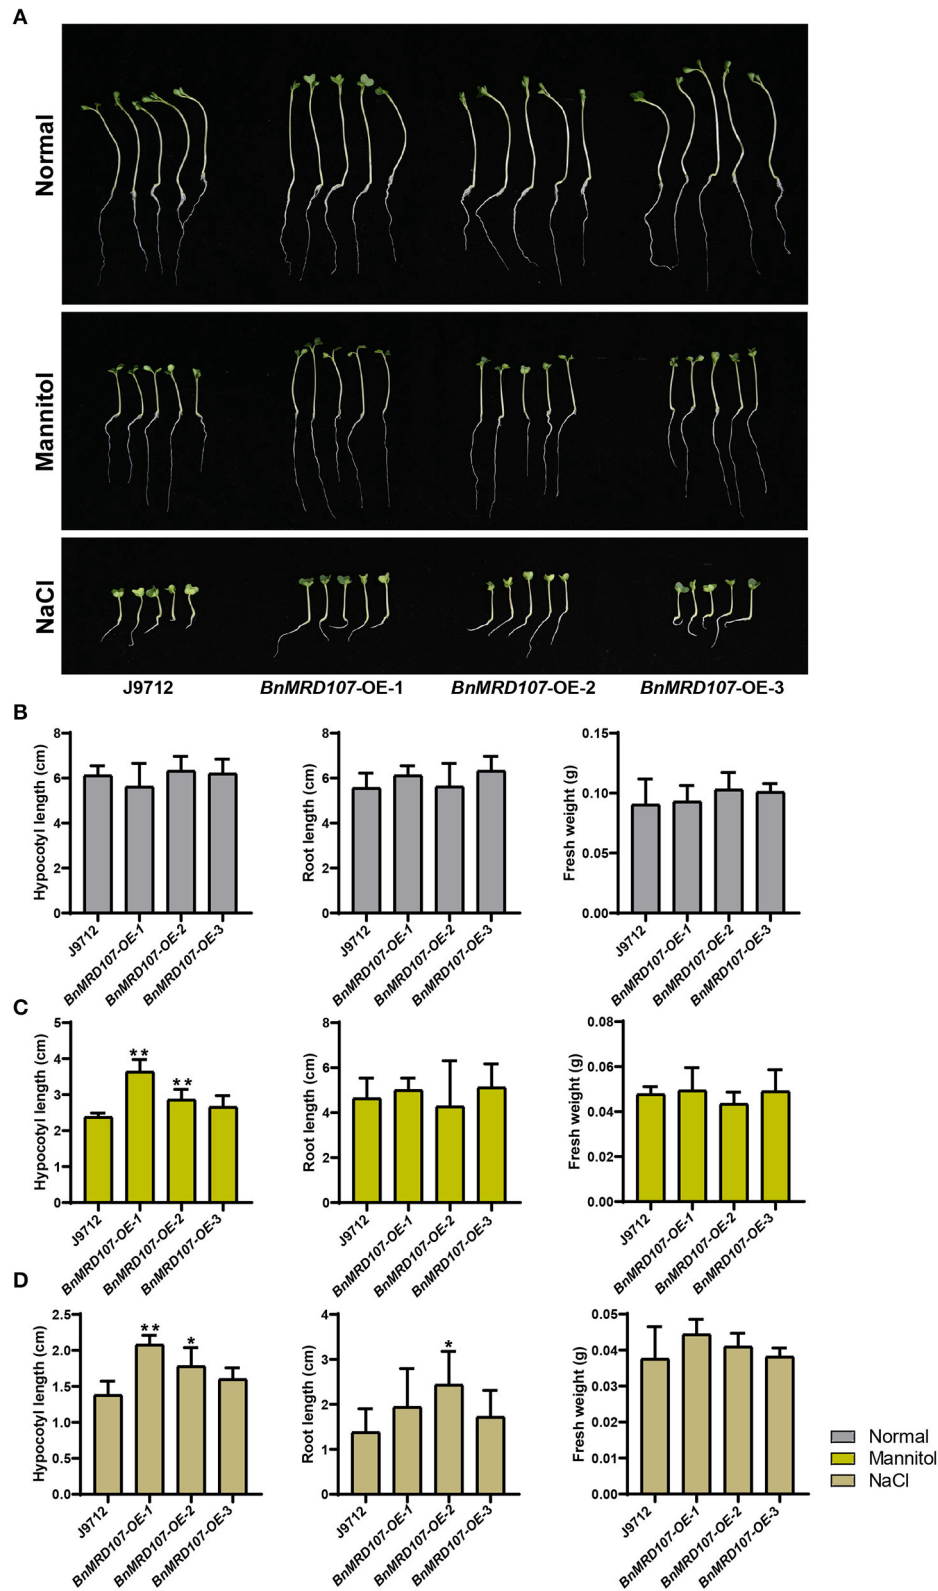 A
Normal
Mannitol
NaCl
J9712 BnMRD107-OE-1 BnMRD107-OE-2 BnMRD107-OE-3
B
Hypocotyl length (cm)
8
6
4
2
0
J9712
BnMRD107-OE-1
BnMRD107-OE-2
BnMRD107-OE-3
Root length (cm)
8
6
4
2
0
J9712
BnMRD107-OE-1
BnMRD107-OE-2
BnMRD107-OE-3
Fresh weight (g)
0.15
0.10
0.05
0.00
J9712
BnMRD107-OE-1
BnMRD107-OE-2
BnMRD107-OE-3
C
Hypocotyl length (cm)
5
4
3
2
1
0
**
**
J9712
BnMRD107-OE-1
BnMRD107-OE-2
BnMRD107-OE-3
Root length (cm)
8
6
4
2
0
J9712
BnMRD107-OE-1
BnMRD107-OE-2
BnMRD107-OE-3
Fresh weight (g)
0.08
0.06
0.04
0.02
0.00
J9712
BnMRD107-OE-1
BnMRD107-OE-2
BnMRD107-OE-3
D
Hypocotyl length (cm)
2.5
2.0
1.5
1.0
0.5
0.0
**
*
J9712
BnMRD107-OE-1
BnMRD107-OE-2
BnMRD107-OE-3
Root length (cm)
4
3
2
1
0
*
J9712
BnMRD107-OE-1
BnMRD107-OE-2
BnMRD107-OE-3
Fresh weight (g)
0.05
0.04
0.03
0.02
0.01
0.00
J9712
BnMRD107-OE-1
BnMRD107-OE-2
BnMRD107-OE-3
Normal
Mannitol
NaCl